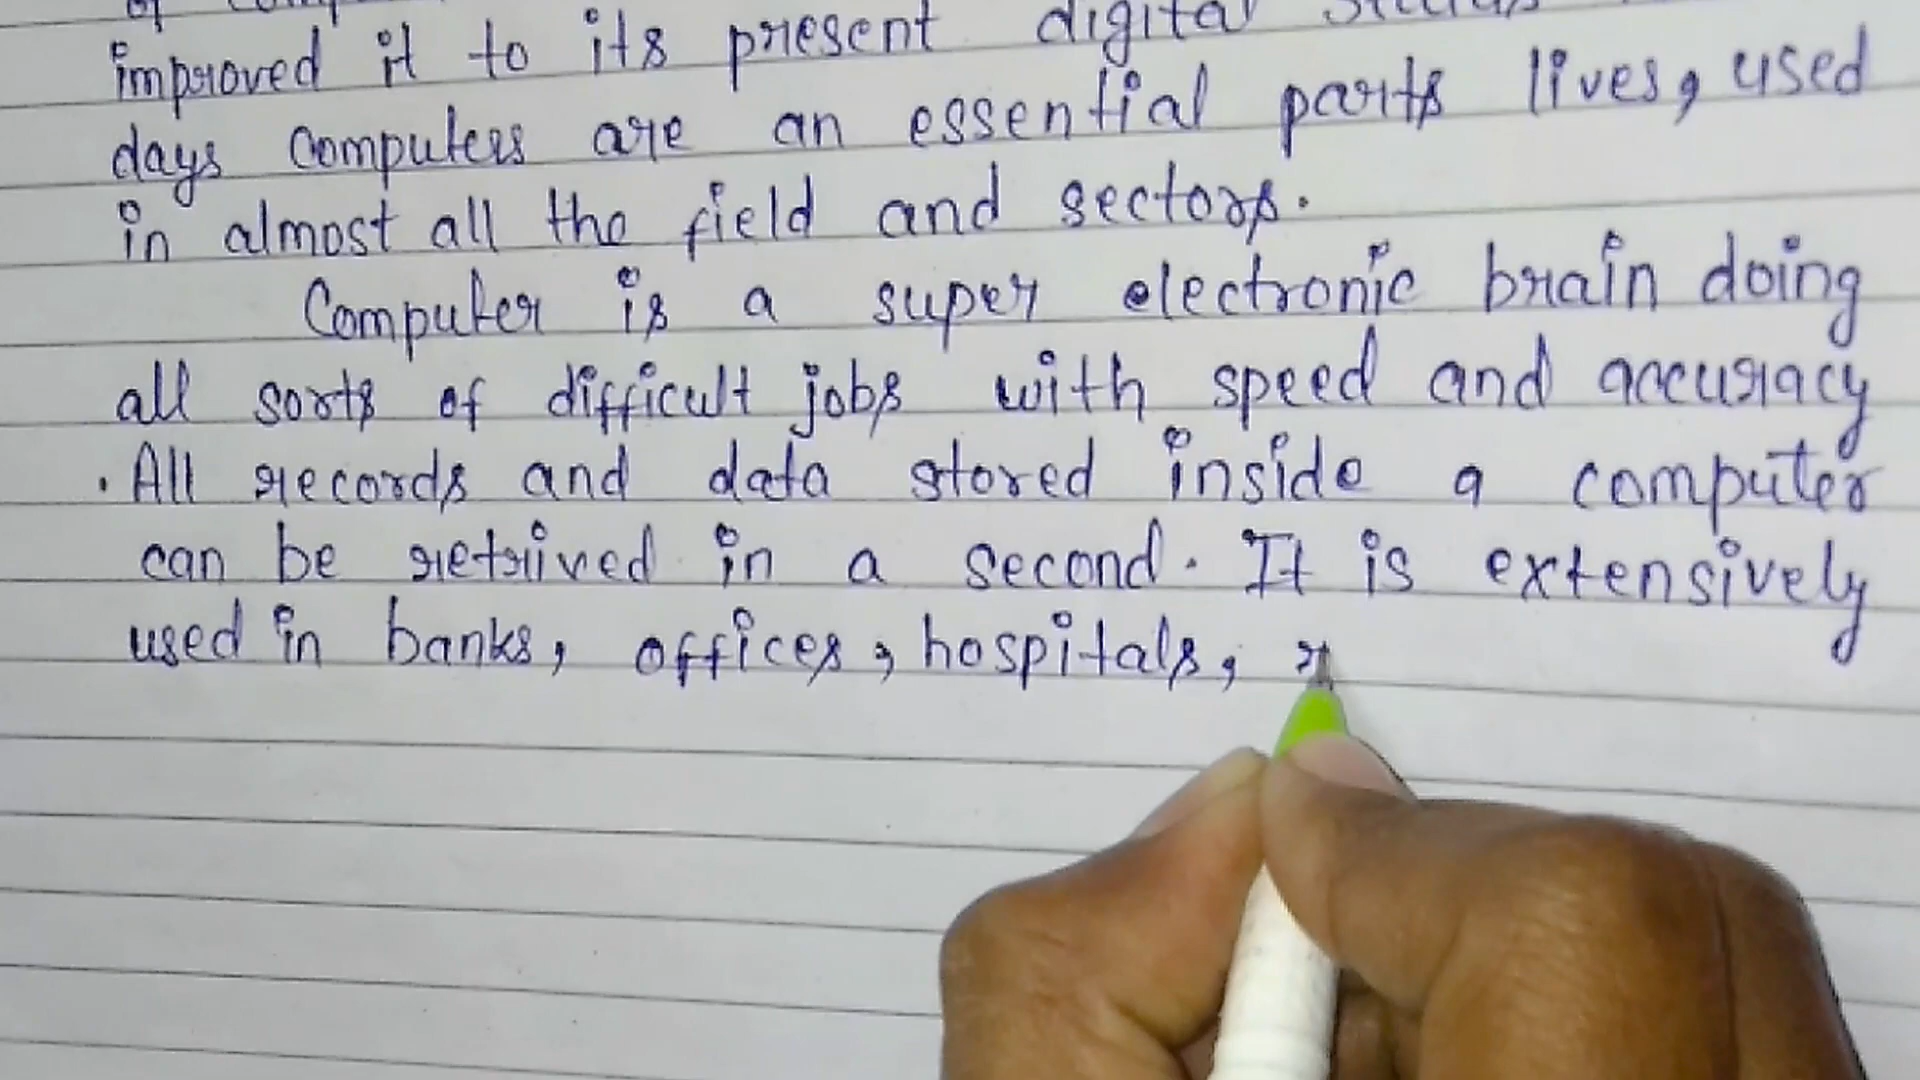 improved it to its present digital
days computers are an essential parts lives, used
in almost all the field and sectors.
Computer is a super electronic brain doing
all sorts of difficult jobs with speed and accuracy
. All records and data stored inside a computer
can be retrived in a second. It is extensively
used in banks, offices, hospitals,